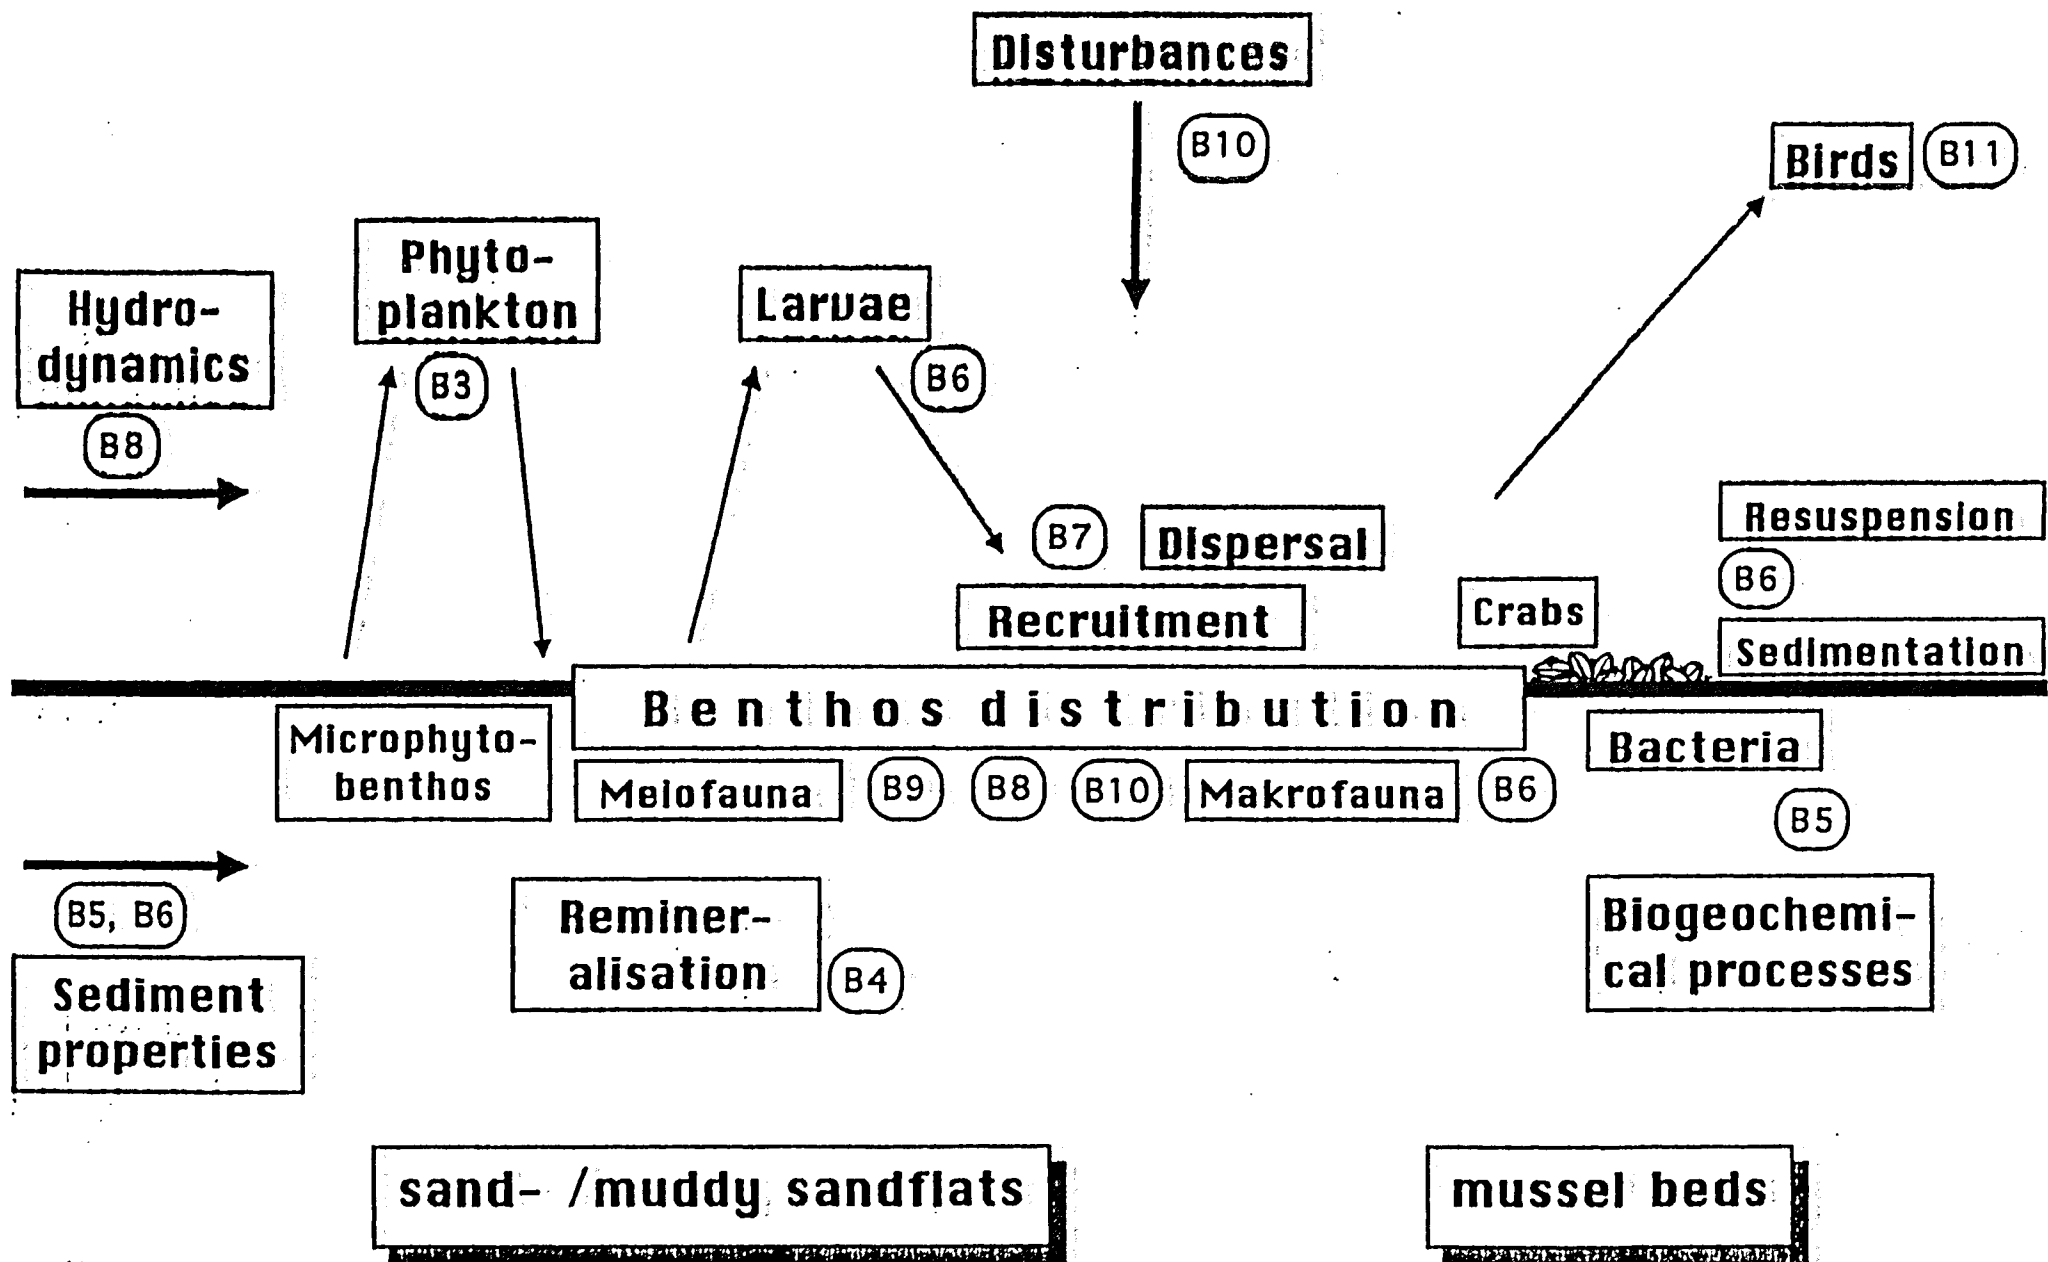 Disturbances
B10
Birds
B11
Phyto-
plankton
B3
Hydro-
dynamics
B8
Larvae
B6
B7
Dispersal
Recruitment
Crabs
Resuspension
B6
Sedimentation
Benthos distribution
Microphyto-
benthos
Meiofauna
B9
B8
B10
Makrofauna
B6
Bacteria
B5
B5, B6
Sediment
properties
Reminer-
alisation
B4
Biogeochemi-
cal processes
sand- /muddy sandflats
mussel beds